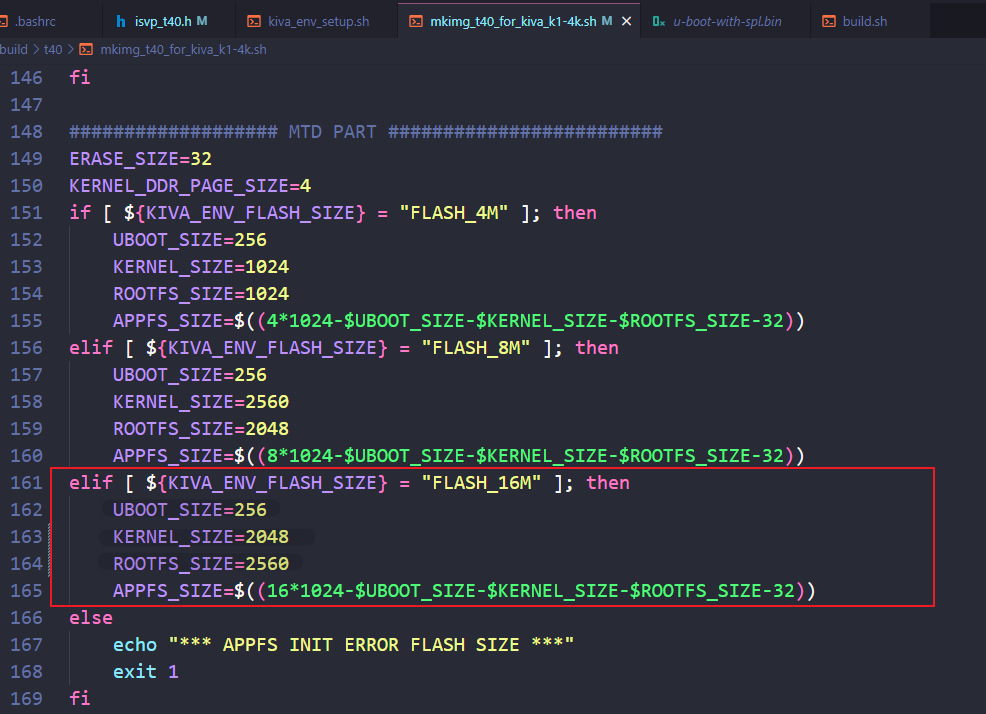 .bashrc isvp_t40.h M kiva_env_setup.sh mkimg_t40_for_kiva_k1-4k.sh M u-boot-with-spl.bin build.sh
build > t40 > mkimg_t40_for_kiva_k1-4k.sh
146 fi
147
148 ################### MTD PART #########################
149 ERASE_SIZE=32
150 KERNEL_DDR_PAGE_SIZE=4
151 if [ ${KIVA_ENV_FLASH_SIZE} = "FLASH_4M" ]; then
152 UBOOT_SIZE=256
153 KERNEL_SIZE=1024
154 ROOTFS_SIZE=1024
155 APPFS_SIZE=$((4*1024-$UBOOT_SIZE-$KERNEL_SIZE-$ROOTFS_SIZE-32))
156 elif [ ${KIVA_ENV_FLASH_SIZE} = "FLASH_8M" ]; then
157 UBOOT_SIZE=256
158 KERNEL_SIZE=2560
159 ROOTFS_SIZE=2048
160 APPFS_SIZE=$((8*1024-$UBOOT_SIZE-$KERNEL_SIZE-$ROOTFS_SIZE-32))
161 elif [ ${KIVA_ENV_FLASH_SIZE} = "FLASH_16M" ]; then
162 UBOOT_SIZE=256
163 KERNEL_SIZE=2048
164 ROOTFS_SIZE=2560
165 APPFS_SIZE=$((16*1024-$UBOOT_SIZE-$KERNEL_SIZE-$ROOTFS_SIZE-32))
166 else
167 echo "*** APPFS INIT ERROR FLASH SIZE ***"
168 exit 1
169 fi